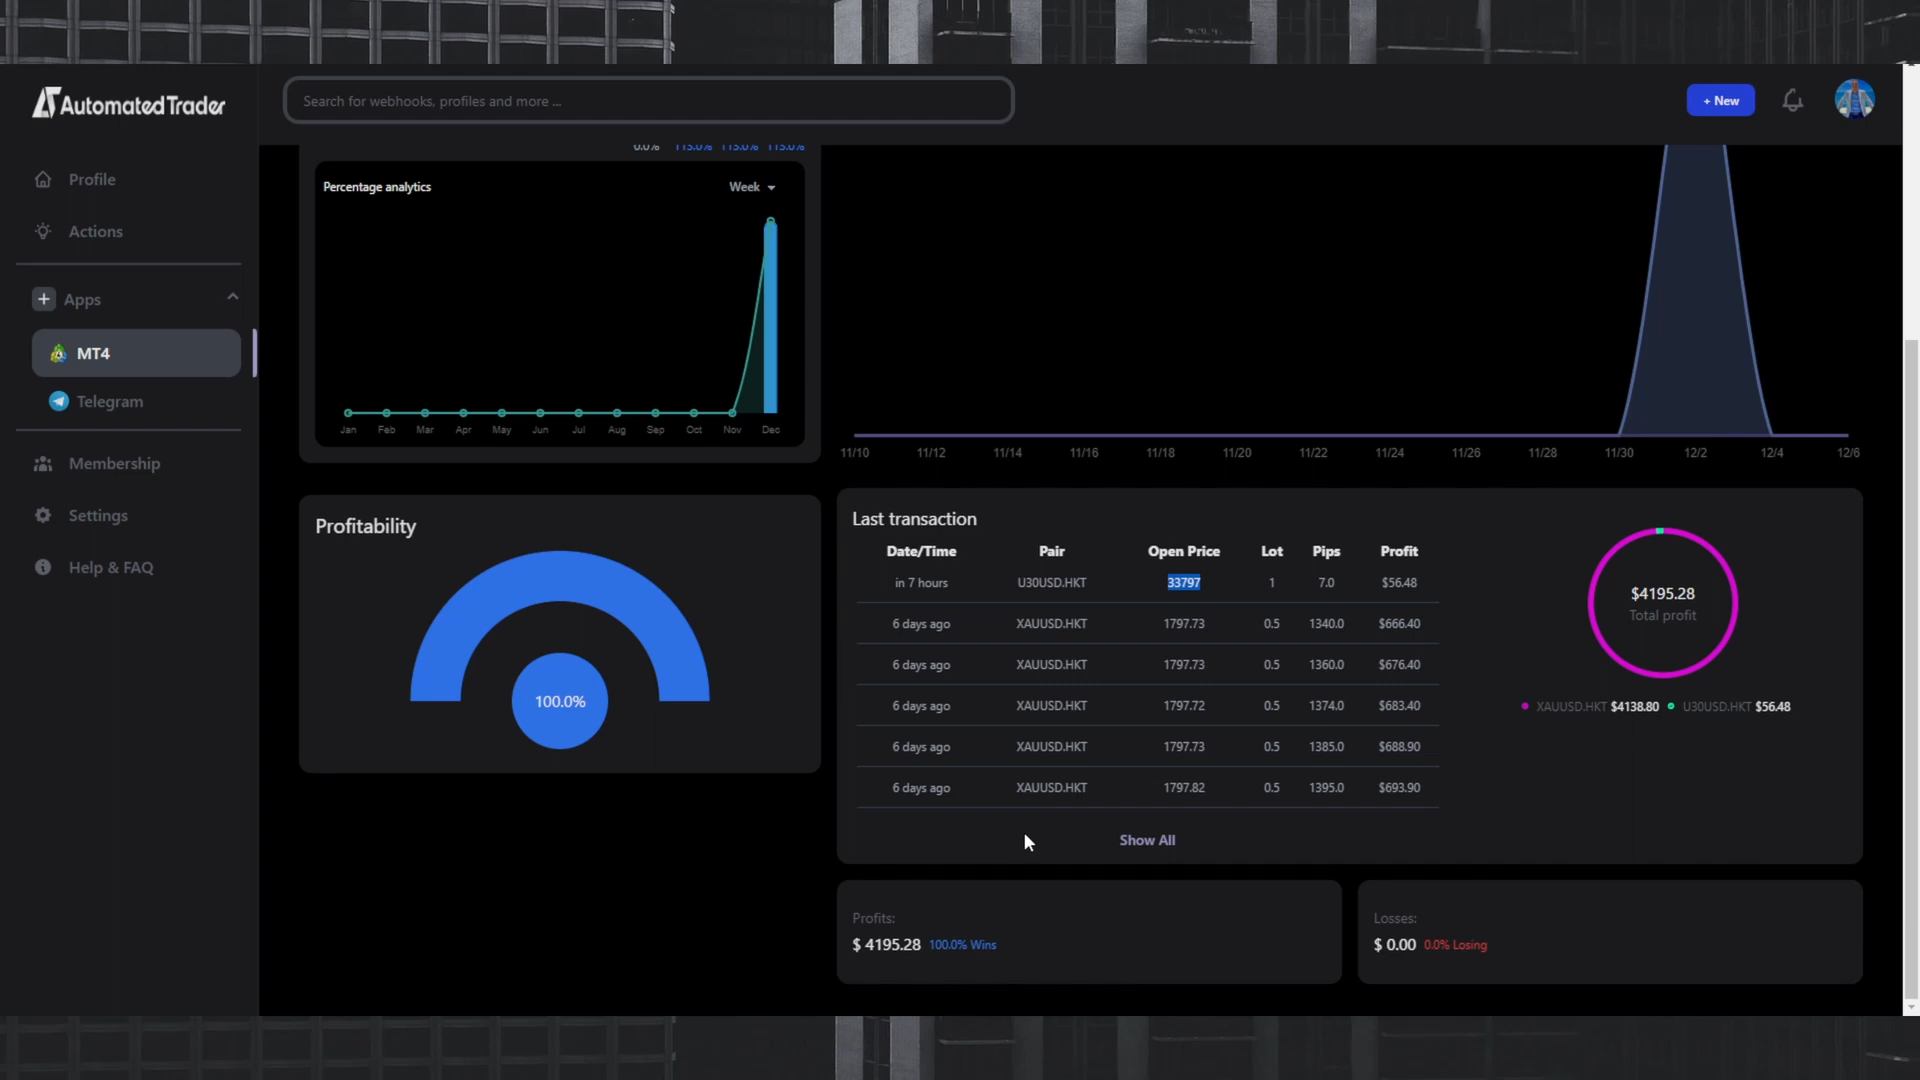 AutomatedTrader
Search for webhooks, profiles and more ...
+ New
Profile
Actions
Apps
MT4
Telegram
Membership
Settings
Help & FAQ
0.0% 113.0% 113.0% 113.0%
Percentage analytics
Week
Jan Feb Mar Apr May Jun Jul Aug Sep Oct Nov Dec
11/10 11/12 11/14 11/16 11/18 11/20 11/22 11/24 11/26 11/28 11/30 12/2 12/4 12/6
Profitability
100.0%
Last transaction
Date/Time Pair Open Price Lot Pips Profit
in 7 hours U30USD.HKT 33797 1 7.0 $56.48
6 days ago XAUUSD.HKT 1797.73 0.5 1340.0 $666.40
6 days ago XAUUSD.HKT 1797.73 0.5 1360.0 $676.40
6 days ago XAUUSD.HKT 1797.72 0.5 1374.0 $683.40
6 days ago XAUUSD.HKT 1797.73 0.5 1385.0 $688.90
6 days ago XAUUSD.HKT 1797.82 0.5 1395.0 $693.90
Show All
$4195.28
Total profit
XAUUSD.HKT $4138.80 U30USD.HKT $56.48
Profits:
$ 4195.28 100.0% Wins
Losses:
$ 0.00 0.0% Losing